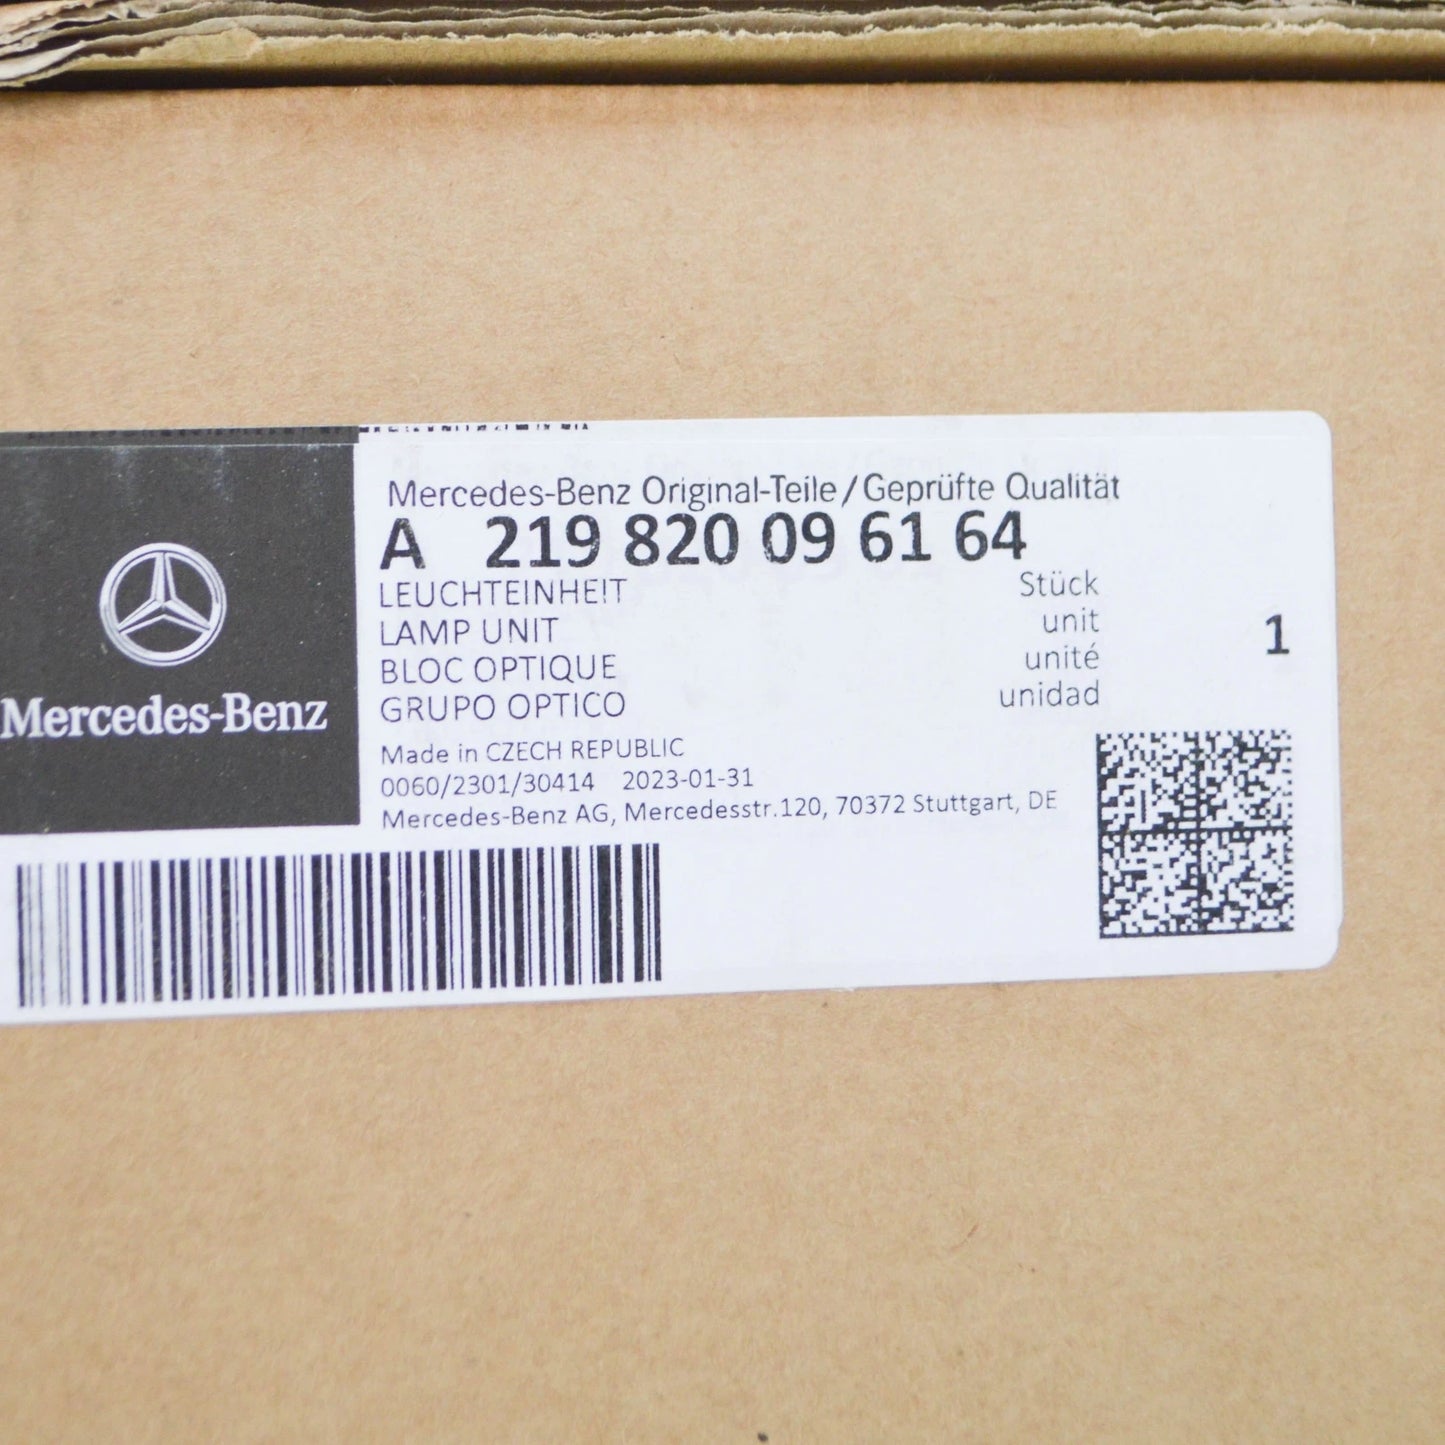 Mercedes-Benz Original-Teile/Geprüfte Qualität
A 219 820 09 61 64
LEUCHTEINHEIT Stück
LAMP UNIT unit
BLOC OPTIQUE unité
GRUPO OPTICO unidad
1
Mercedes-Benz
Made in CZECH REPUBLIC
0060/2301/30414 2023-01-31
Mercedes-Benz AG, Mercedesstr.120, 70372 Stuttgart, DE